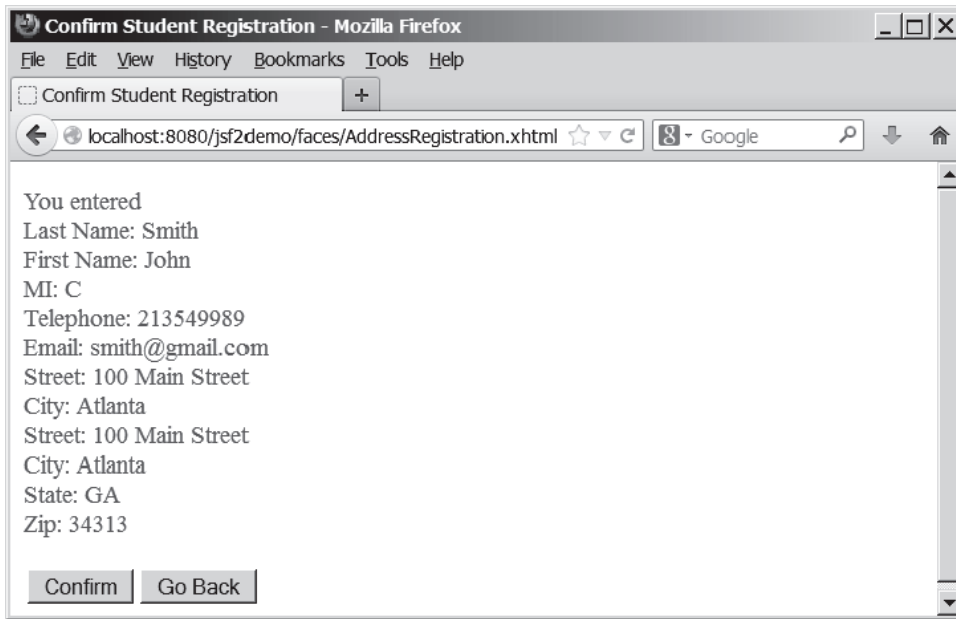 Confirm Student Registration - Mozilla Firefox
File Edit View History Bookmarks Tools Help
Confirm Student Registration +
localhost:8080/jsf2demo/faces/AddressRegistration.xhtml 8 Google
You entered
Last Name: Smith
First Name: John
MI: C
Telephone: 213549989
Email: smith@gmail.com
Street: 100 Main Street
City: Atlanta
Street: 100 Main Street
City: Atlanta
State: GA
Zip: 34313
Confirm Go Back